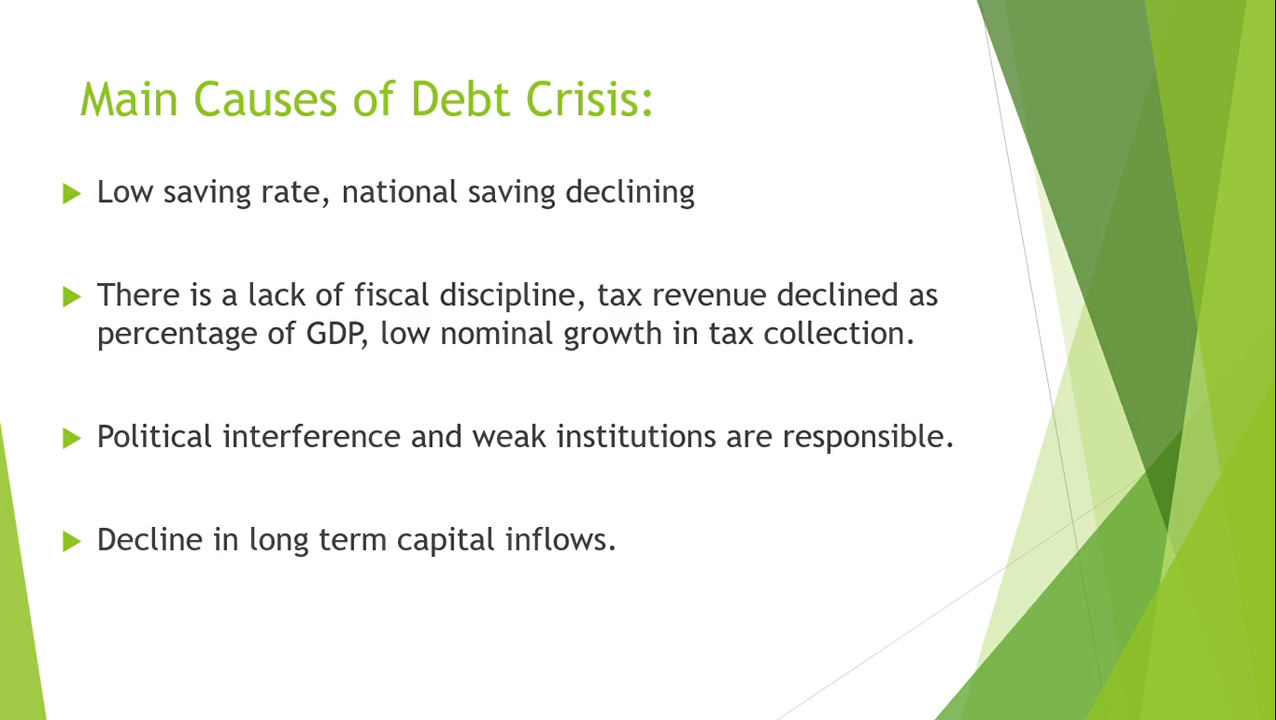 Main Causes of Debt Crisis:
Low saving rate, national saving declining
There is a lack of fiscal discipline, tax revenue declined as
percentage of GDP, low nominal growth in tax collection.
Political interference and weak institutions are responsible.
Decline in long term capital inflows.